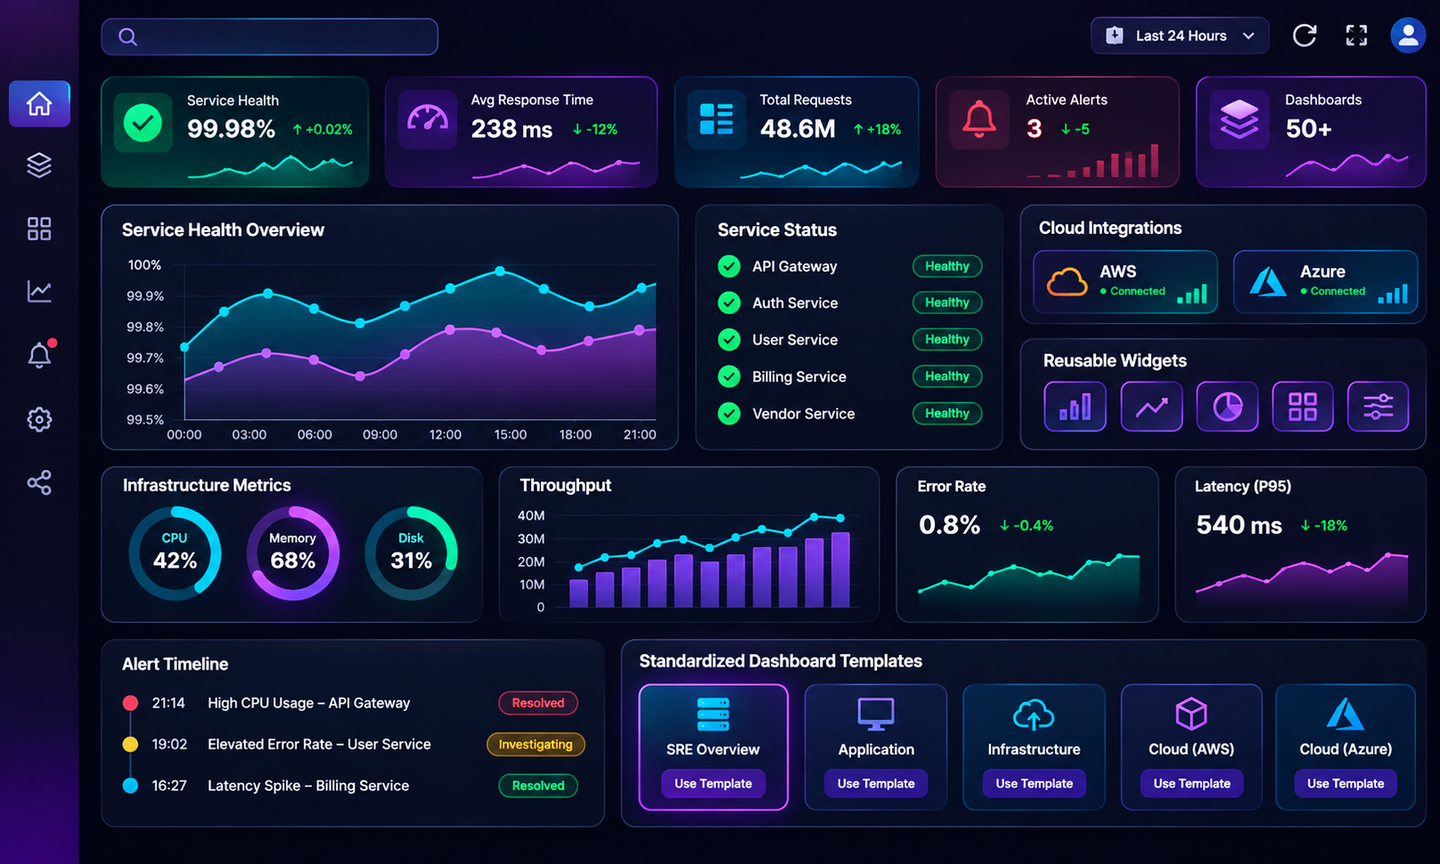 Last 24 Hours
Service Health
99.98% ↑ +0.02%
Avg Response Time
238 ms ↓ -12%
Total Requests
48.6M ↑ +18%
Active Alerts
3 ↓ -5
Dashboards
50+
Service Health Overview
100%
99.9%
99.8%
99.7%
99.6%
99.5%
00:00 03:00 06:00 09:00 12:00 15:00 18:00 21:00
Service Status
API Gateway Healthy
Auth Service Healthy
User Service Healthy
Billing Service Healthy
Vendor Service Healthy
Cloud Integrations
AWS
Connected
Azure
Connected
Reusable Widgets
Infrastructure Metrics
CPU
42%
Memory
68%
Disk
31%
Throughput
40M
30M
20M
10M
0
Error Rate
0.8% ↓ -0.4%
Latency (P95)
540 ms ↓ -18%
Alert Timeline
21:14 High CPU Usage – API Gateway Resolved
19:02 Elevated Error Rate – User Service Investigating
16:27 Latency Spike – Billing Service Resolved
Standardized Dashboard Templates
SRE Overview
Use Template
Application
Use Template
Infrastructure
Use Template
Cloud (AWS)
Use Template
Cloud (Azure)
Use Template